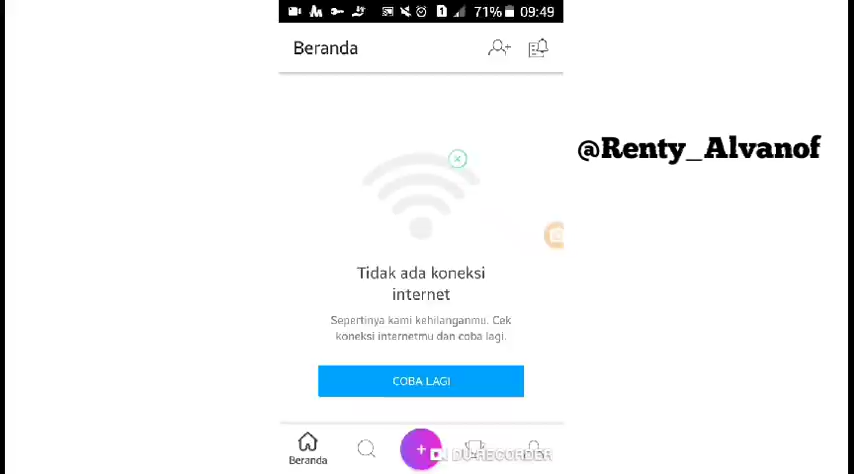 71% 09:49
Beranda
@Renty_Alvanof
Tidak ada koneksi
internet
Sepertinya kami kehilanganmu. Cek
koneksi internetmu dan coba lagi.
COBA LAGI
DU RECORDER
Beranda